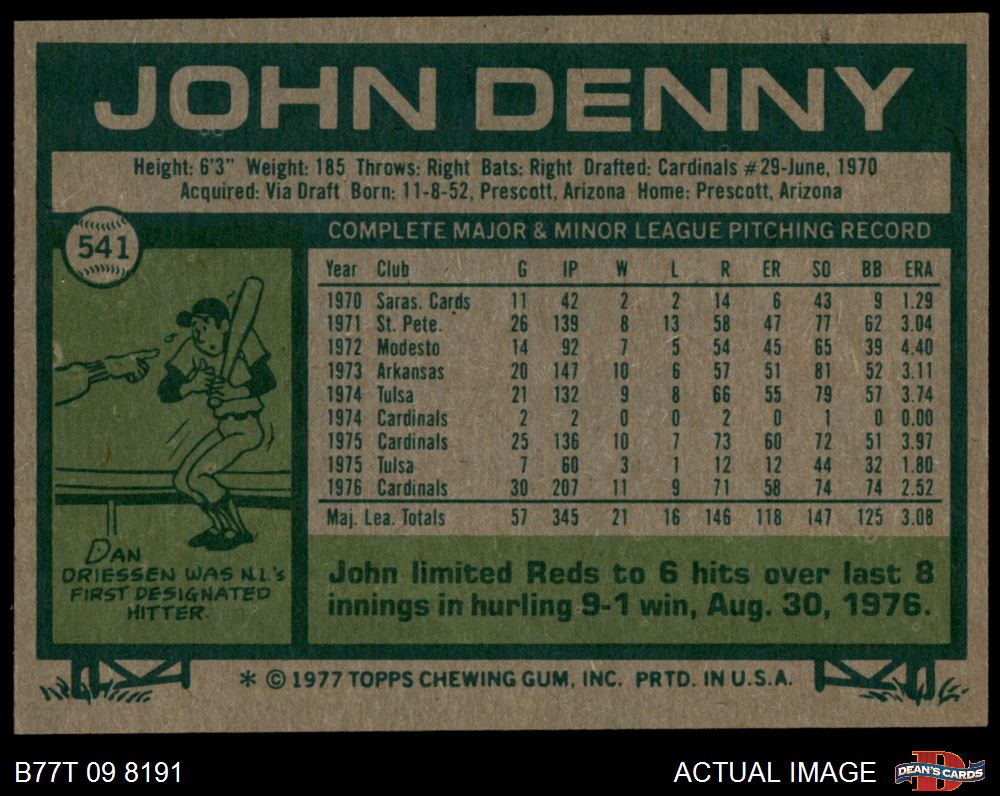 JOHN DENNY
Height: 6'3" Weight: 185 Throws: Right Bats: Right Drafted: Cardinals #29-June, 1970
Acquired: Via Draft Born: 11-8-52, Prescott, Arizona Home: Prescott, Arizona
541
COMPLETE MAJOR & MINOR LEAGUE PITCHING RECORD
Year Club G IP W L R ER SO BB ERA
1970 Saras. Cards 11 42 2 2 14 6 43 9 1.29
1971 St. Pete. 26 139 8 13 58 47 77 62 3.04
1972 Modesto 14 92 7 5 54 45 65 39 4.40
1973 Arkansas 20 147 10 6 57 51 81 52 3.11
1974 Tulsa 21 132 9 8 66 55 79 57 3.74
1974 Cardinals 2 2 0 0 2 0 1 0 0.00
1975 Cardinals 25 136 10 7 73 60 72 51 3.97
1975 Tulsa 7 60 3 1 12 12 44 32 1.80
1976 Cardinals 30 207 11 9 71 58 74 74 2.52
Maj. Lea. Totals 57 345 21 16 146 118 147 125 3.08
DAN
DRIESSEN WAS N.L.'s
FIRST DESIGNATED
HITTER.
John limited Reds to 6 hits over last 8
innings in hurling 9-1 win, Aug. 30, 1976.
* © 1977 TOPPS CHEWING GUM, INC. PRTD. IN U.S.A.
B77T 09 8191
ACTUAL IMAGE
D
DEAN'S CARDS